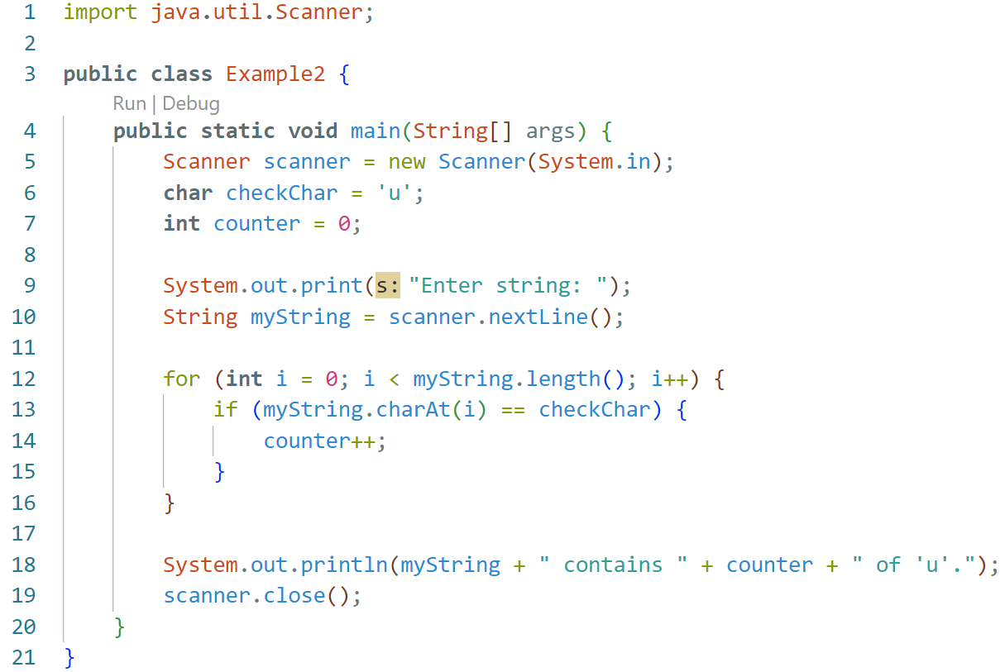 1 import java.util.Scanner;
2
3 public class Example2 {
Run | Debug
4 public static void main(String[] args) {
5 Scanner scanner = new Scanner(System.in);
6 char checkChar = 'u';
7 int counter = 0;
8
9 System.out.print(s: "Enter string: ");
10 String myString = scanner.nextLine();
11
12 for (int i = 0; i < myString.length(); i++) {
13 if (myString.charAt(i) == checkChar) {
14 counter++;
15 }
16 }
17
18 System.out.println(myString + " contains " + counter + " of 'u'.");
19 scanner.close();
20 }
21 }